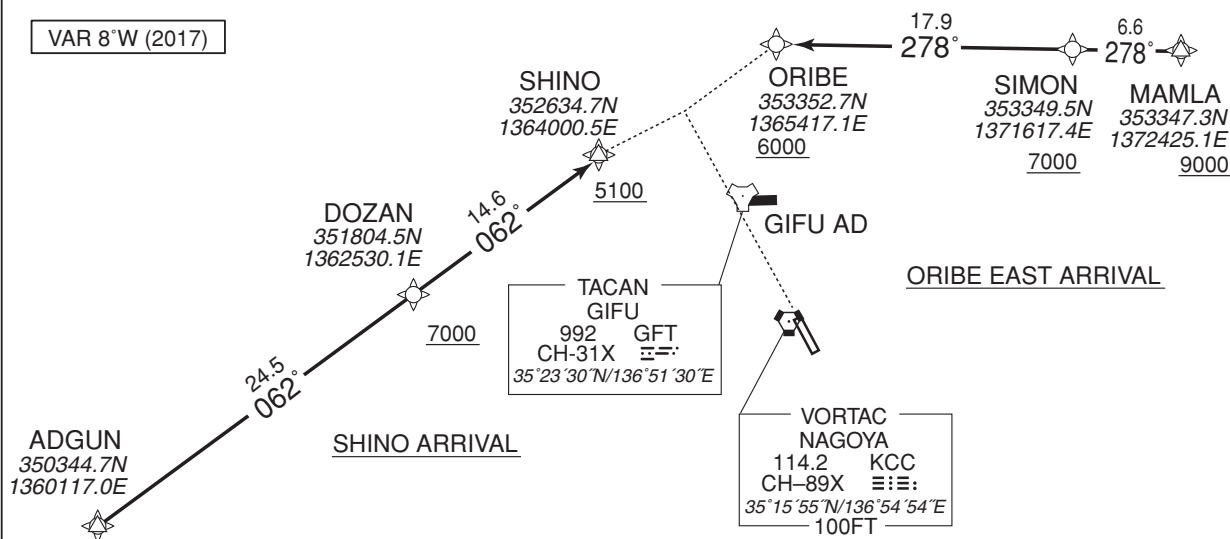 VAR 8°W (2017)
17.9
278°
6.6
278°
SHINO
352634.7N
1364000.5E
5100
ORIBE
353352.7N
1365417.1E
6000
SIMON
353349.5N
1371617.4E
7000
MAMLA
353347.3N
1372425.1E
9000
DOZAN
351804.5N
1362530.1E
7000
14.6
062°
GIFU AD
ORIBE EAST ARRIVAL
TACAN
GIFU
992 GFT
CH-31X
35°23´30˝N/136°51´30˝E
24.5
062°
SHINO ARRIVAL
ADGUN
350344.7N
1360117.0E
VORTAC
NAGOYA
114.2 KCC
CH–89X
35°15´55˝N/136°54´54˝E
100FT